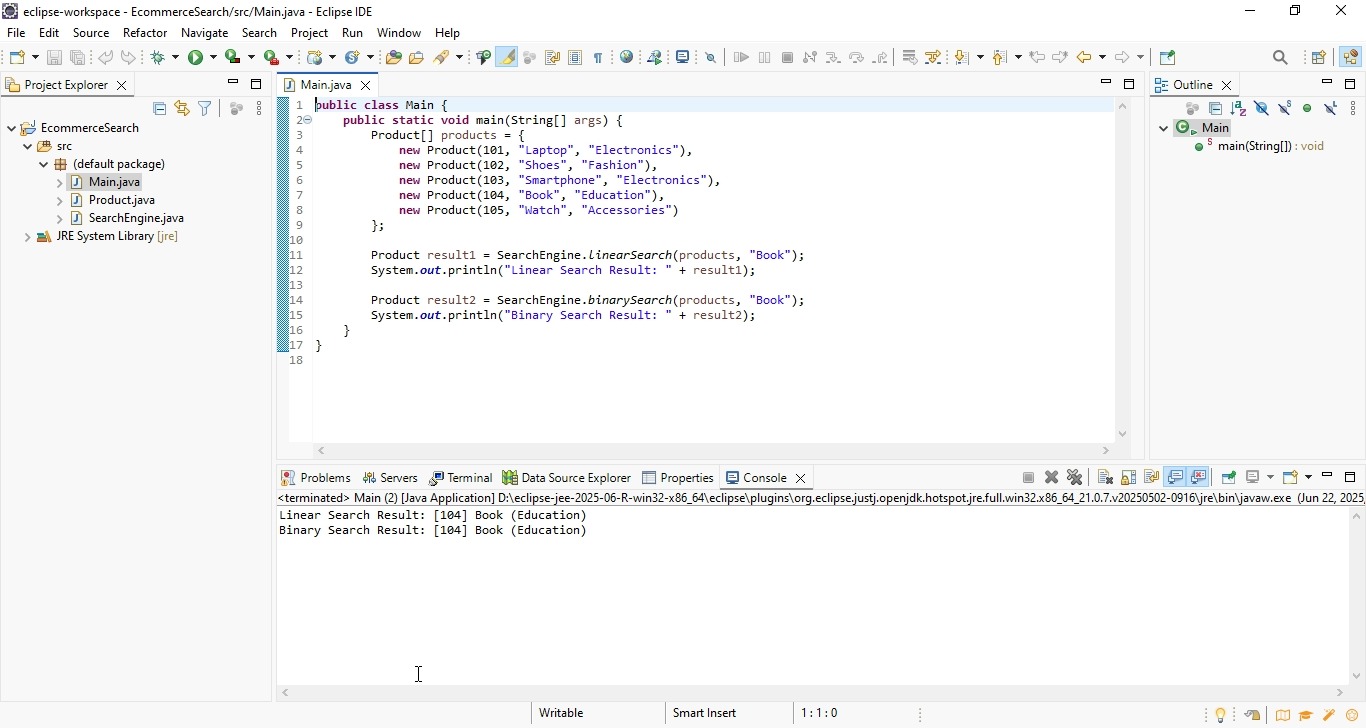 eclipse-workspace - EcommerceSearch/src/Main.java - Eclipse IDE
File Edit Source Refactor Navigate Search Project Run Window Help
Project Explorer
EcommerceSearch
src
(default package)
Main.java
Product.java
SearchEngine.java
JRE System Library [jre]
Main.java
1 public class Main {
2 public static void main(String[] args) {
3 Product[] products = {
4 new Product(101, "Laptop", "Electronics"),
5 new Product(102, "Shoes", "Fashion"),
6 new Product(103, "Smartphone", "Electronics"),
7 new Product(104, "Book", "Education"),
8 new Product(105, "Watch", "Accessories")
9 };
10
11 Product result1 = SearchEngine.linearSearch(products, "Book");
12 System.out.println("Linear Search Result: " + result1);
13
14 Product result2 = SearchEngine.binarySearch(products, "Book");
15 System.out.println("Binary Search Result: " + result2);
16 }
17 }
18
Outline
Main
main(String[]) : void
Problems Servers Terminal Data Source Explorer Properties Console
<terminated> Main (2) [Java Application] D:\eclipse-jee-2025-06-R-win32-x86_64\eclipse\plugins\org.eclipse.justj.openjdk.hotspot.jre.full.win32.x86_64_21.0.7.v20250502-0916\jre\bin\javaw.exe (Jun 22, 2025,
Linear Search Result: [104] Book (Education)
Binary Search Result: [104] Book (Education)
Writable Smart Insert 1 : 1 : 0